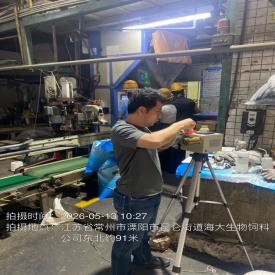 拍摄时间: 2026-05-13 10:27
拍摄地点: 江苏省常州市溧阳市昆仑街道海大生物饲料
公司东北约91米